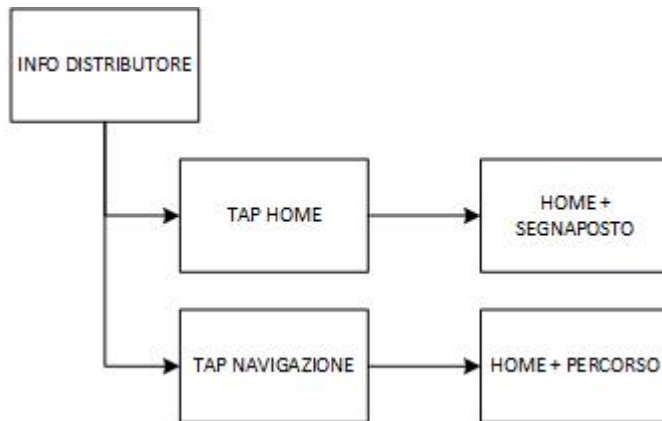 INFO DISTRIBUTORE
TAP HOME
HOME +
SEGNAPOSTO
TAP NAVIGAZIONE
HOME + PERCORSO